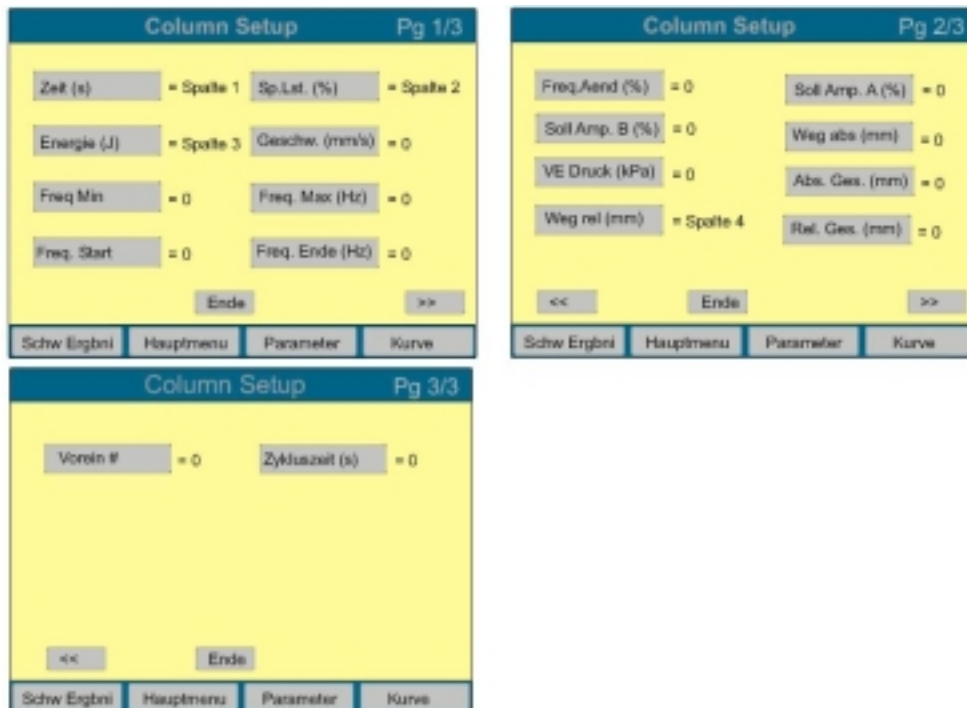 Column Setup Pg 1/3
Zeit (s) = Spalte 1 Sp.Lst. (%) = Spalte 2
Energie (J) = Spalte 3 Geschw. (mm/s) = 0
Freq Min = 0 Freq. Max (Hz) = 0
Freq. Start = 0 Freq. Ende (Hz) = 0
Ende >>
Schw Ergbni Hauptmenu Parameter Kurve
Column Setup Pg 2/3
Freq.Aend (%) = 0 Soll Amp. A (%) = 0
Soll Amp. B (%) = 0 Weg abs (mm) = 0
VE Druck (kPa) = 0 Abs. Ges. (mm) = 0
Weg rel (mm) = Spalte 4 Rel. Ges. (mm) = 0
<< Ende >>
Schw Ergbni Hauptmenu Parameter Kurve
Column Setup Pg 3/3
Vorein # = 0 Zykluszeit (s) = 0
<< Ende
Schw Ergbni Hauptmenu Parameter Kurve